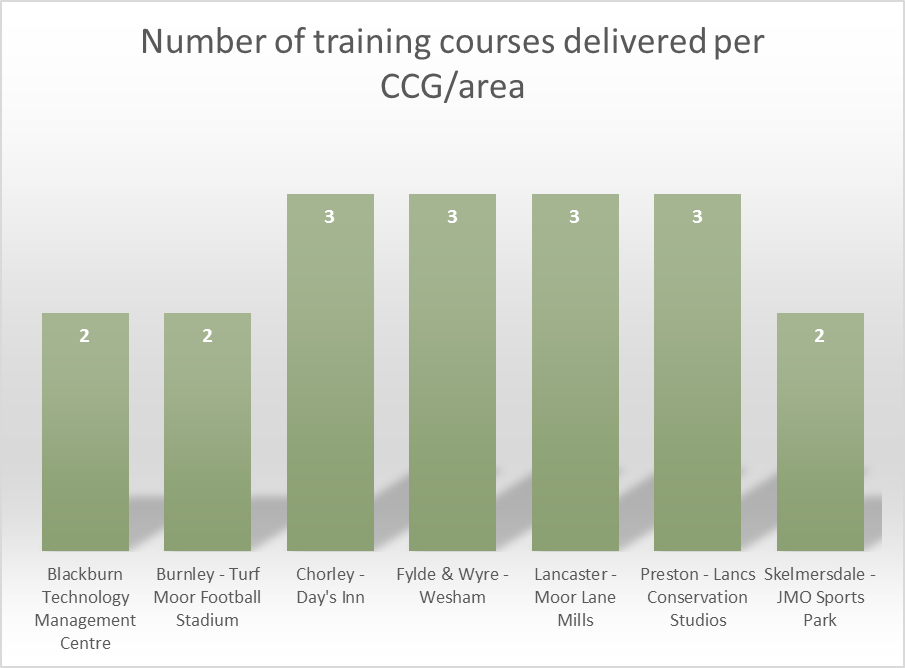 Number of training courses delivered per
CCG/area
2
2
3
3
3
3
2
Blackburn
Technology
Management
Centre
Burnley - Turf
Moor Football
Stadium
Chorley -
Day's Inn
Fylde & Wyre -
Wesham
Lancaster -
Moor Lane
Mills
Preston - Lancs
Conservation
Studios
Skelmersdale -
JMO Sports
Park